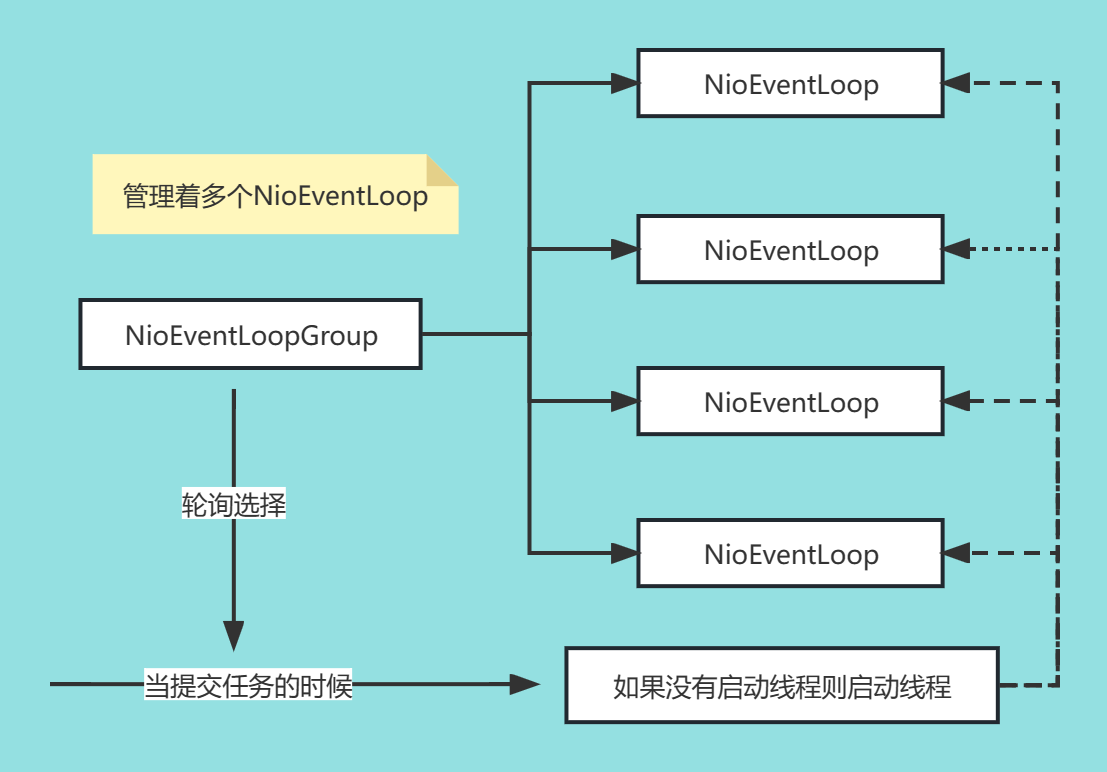 NioEventLoop
管理着多个NioEventLoop
NioEventLoop
NioEventLoopGroup
NioEventLoop
轮询选择
NioEventLoop
当提交任务的时候
如果没有启动线程则启动线程